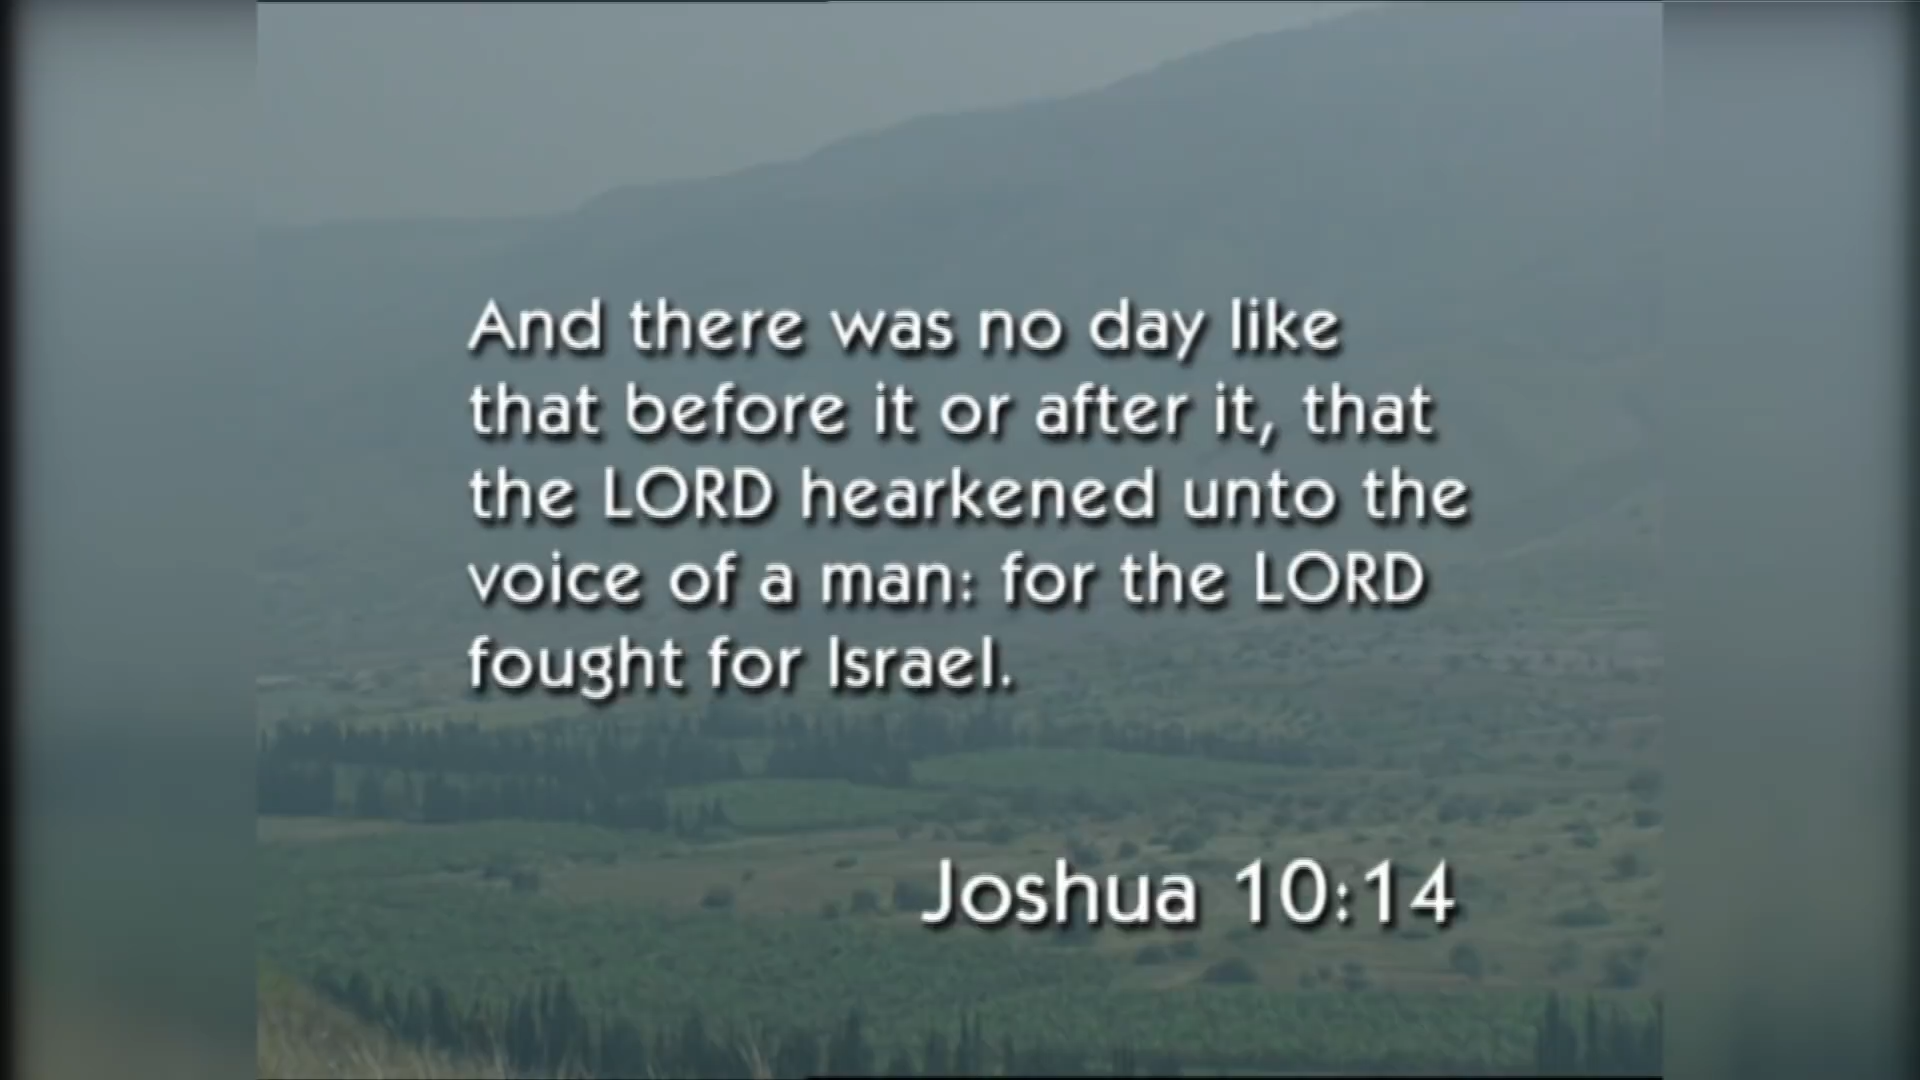 And there was no day like
that before it or after it, that
the LORD hearkened unto the
voice of a man: for the LORD
fought for Israel.
Joshua 10:14